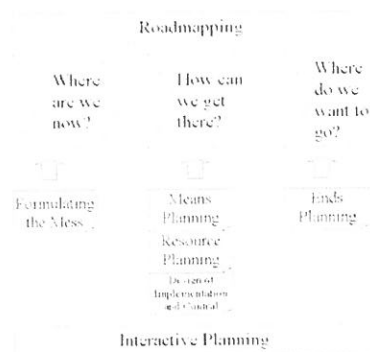 Roadmapping
Where
are we
now?
How can
we get
there?
Where
do we
want to
go?
Formulating
the Mess
Means
Planning
Resource
Planning
Design of
Implementation
and Control
Ends
Planning
Interactive Planning